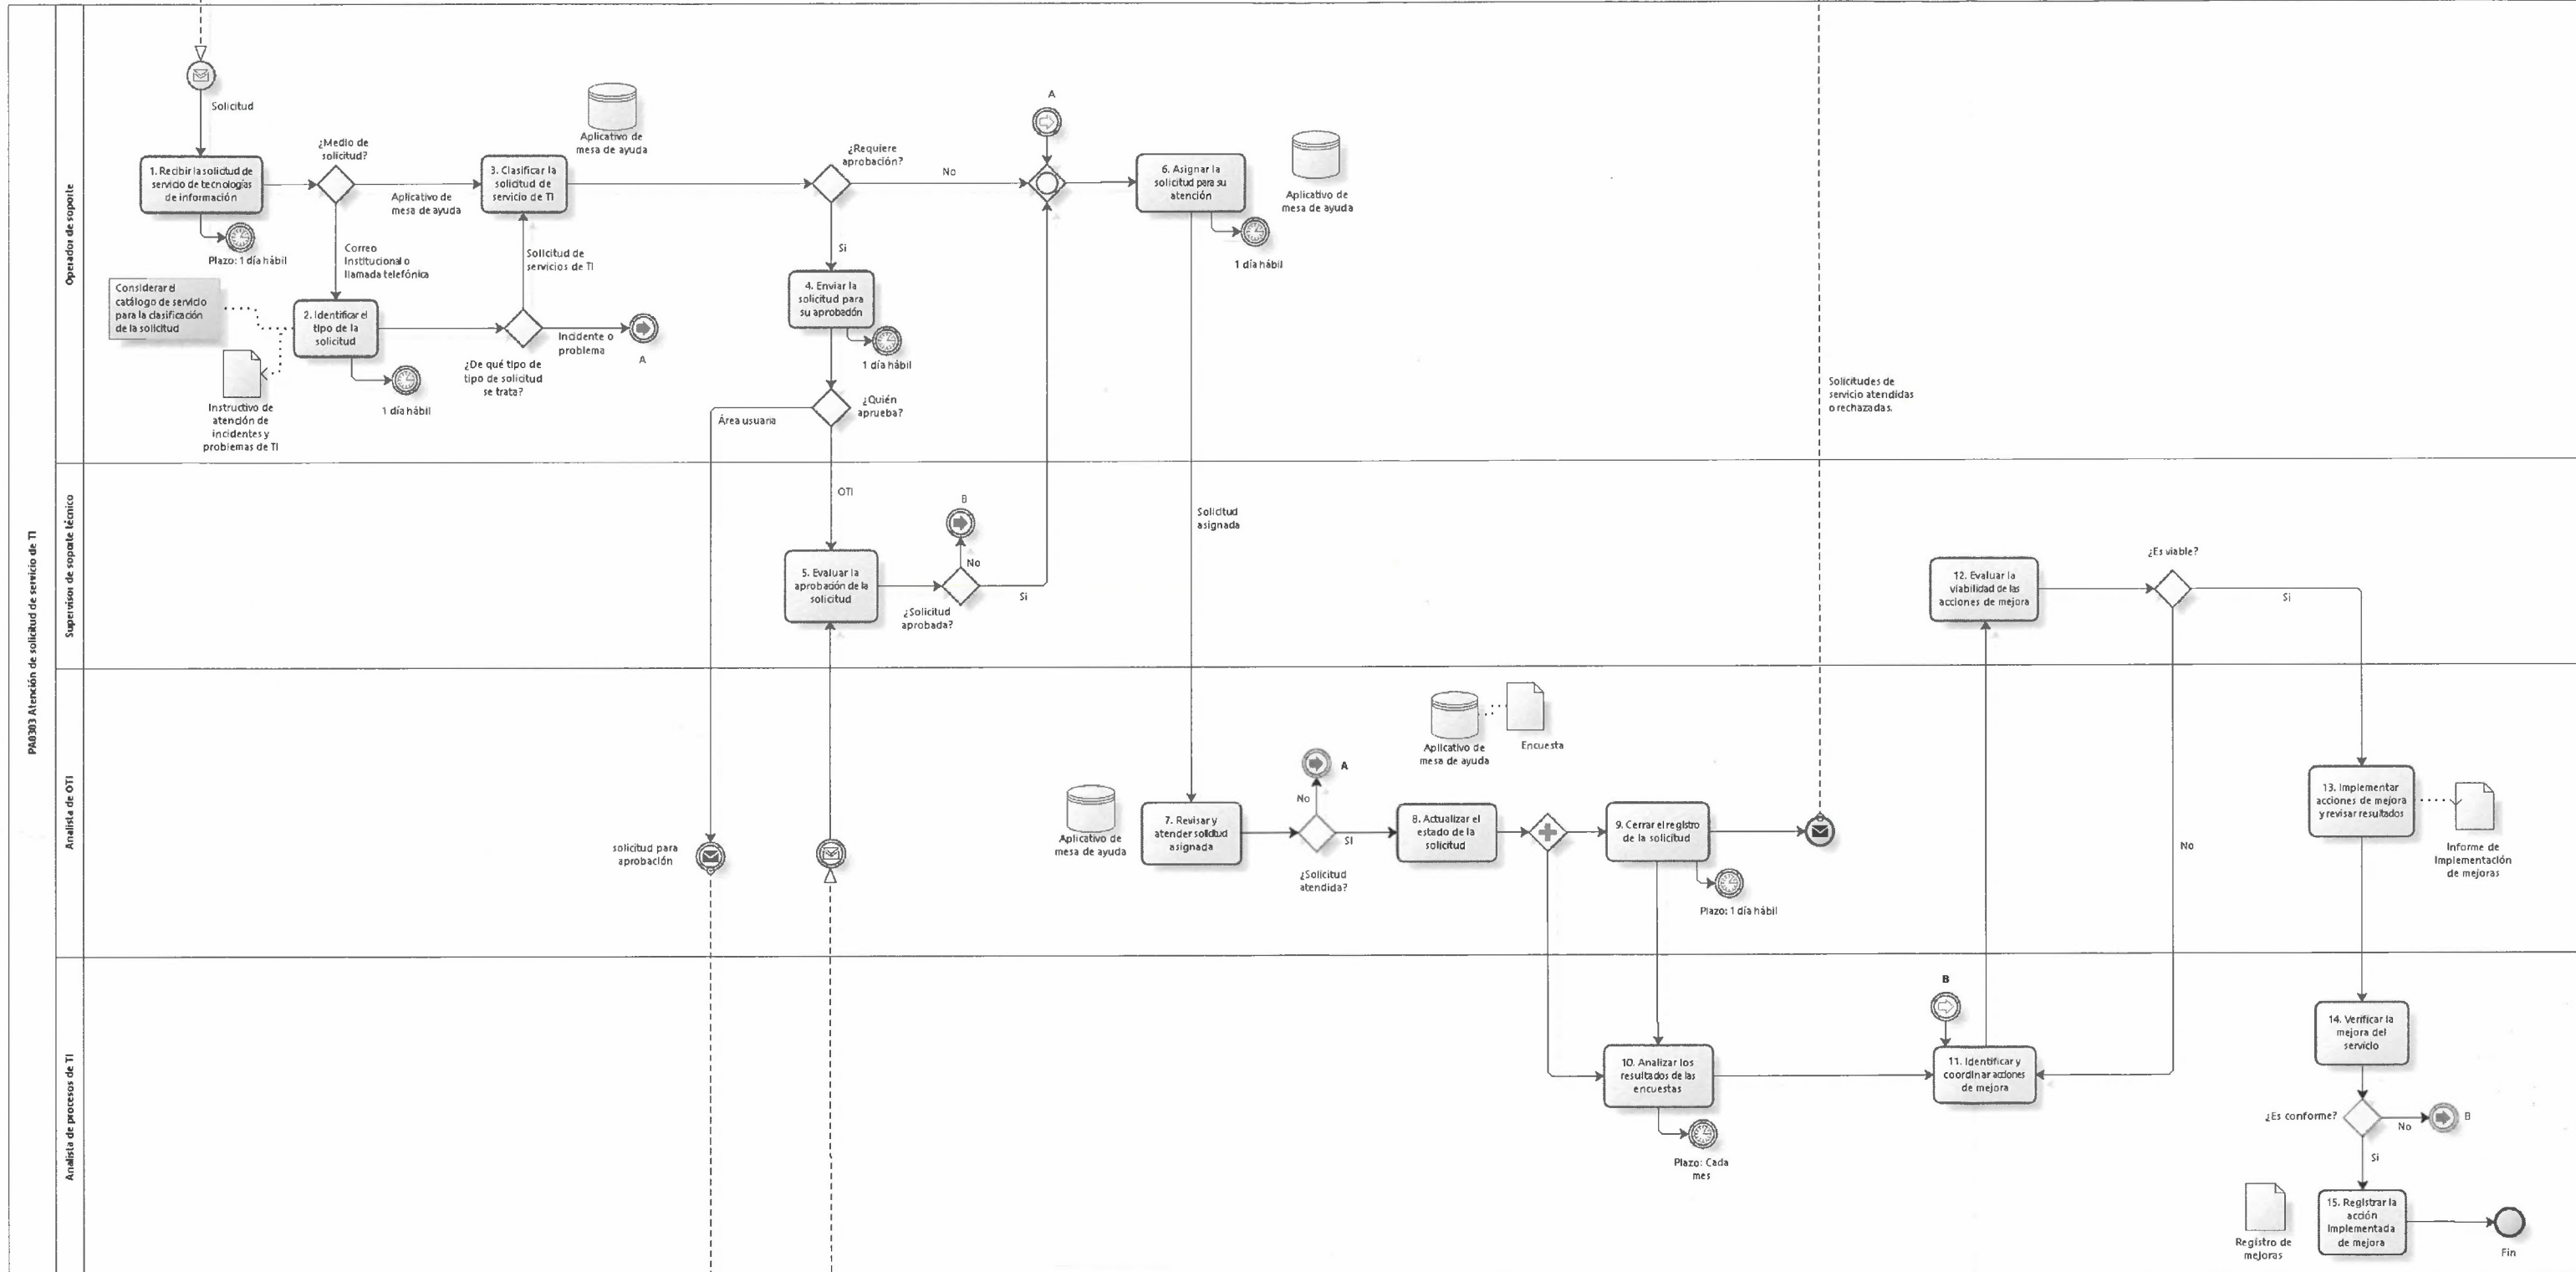 PA0303 Atención de solicitud de servicio de TI
Operador de soporte
Solicitud
1. Recibir la solicitud de
servicio de tecnologías
de información
Plazo: 1 día hábil
¿Medio de
solicitud?
Aplicativo de
mesa de ayuda
Correo
Institucional o
llamada telefónica
Considerar el
catálogo de servicio
para la clasificación
de la solicitud
2. Identificar el
tipo de la
solicitud
1 día hábil
Instructivo de
atención de
incidentes y
problemas de TI
3. Clasificar la
solicitud de
servicio de TI
Aplicativo de
mesa de ayuda
Solicitud de
servicios de TI
¿De qué tipo de
tipo de solicitud
se trata?
Incidente o
problema
A
¿Requiere
aprobación?
No
Si
4. Enviar la
solicitud para
su aprobación
1 día hábil
¿Quién
aprueba?
Área usuaria
A
6. Asignar la
solicitud para su
atención
1 día hábil
Aplicativo de
mesa de ayuda
Solicitudes de
servicio atendidas
o rechazadas.
Supervisor de soporte técnico
OTI
5. Evaluar la
aprobación de la
solicitud
B
No
¿Solicitud
aprobada?
Si
Solicitud
asignada
12. Evaluar la
viabilidad de las
acciones de mejora
¿Es viable?
Si
Analista de OTI
solicitud para
aprobación
Aplicativo de
mesa de ayuda
7. Revisar y
atender solicitud
asignada
A
No
SI
¿Solicitud
atendida?
Aplicativo de
mesa de ayuda
Encuesta
8. Actualizar el
estado de la
solicitud
9. Cerrar el registro
de la solicitud
Plazo: 1 día hábil
No
13. Implementar
acciones de mejora
y revisar resultados
Informe de
Implementación
de mejoras
Analista de procesos de TI
10. Analizar los
resultados de las
encuestas
Plazo: Cada
mes
B
11. Identificar y
coordinar acciones
de mejora
14. Verificar la
mejora del
servicio
¿Es conforme?
No
B
Si
Registro de
mejoras
15. Registrar la
acción
Implementada
de mejora
Fin